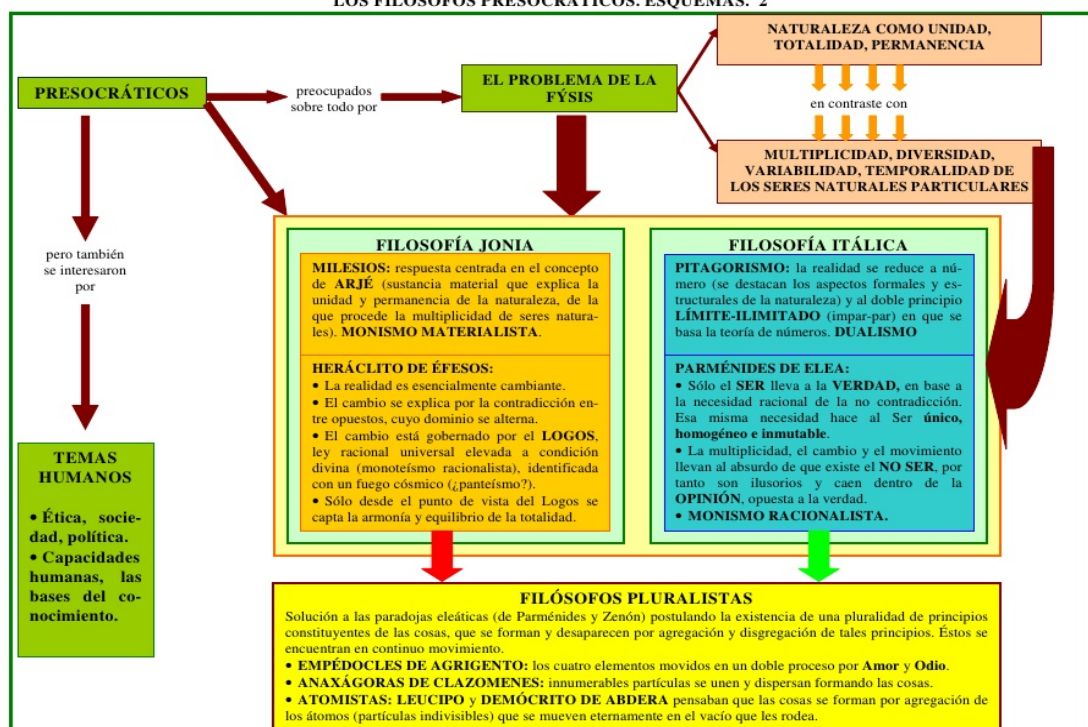 LOS FILÓSOFOS PRESOCRÁTICOS. ESQUEMAS. 2
NATURALEZA COMO UNIDAD,
TOTALIDAD, PERMANENCIA
PRESOCRÁTICOS
preocupados
sobre todo por
EL PROBLEMA DE LA
FÝSIS
en contraste con
MULTIPLICIDAD, DIVERSIDAD,
VARIABILIDAD, TEMPORALIDAD DE
LOS SERES NATURALES PARTICULARES
pero también
se interesaron
por
TEMAS
HUMANOS
• Ética, socie-
dad, política.
• Capacidades
humanas, las
bases del co-
nocimiento.
FILOSOFÍA JONIA
MILESIOS: respuesta centrada en el concepto
de ARJÉ (sustancia material que explica la
unidad y permanencia de la naturaleza, de la
que procede la multiplicidad de seres natura-
les). MONISMO MATERIALISTA.
HERÁCLITO DE ÉFESOS:
• La realidad es esencialmente cambiante.
• El cambio se explica por la contradicción en-
tre opuestos, cuyo dominio se alterna.
• El cambio está gobernado por el LOGOS,
ley racional universal elevada a condición
divina (monoteísmo racionalista), identificada
con un fuego cósmico (¿panteísmo?).
• Sólo desde el punto de vista del Logos se
capta la armonía y equilibrio de la totalidad.
FILOSOFÍA ITÁLICA
PITAGORISMO: la realidad se reduce a nú-
mero (se destacan los aspectos formales y es-
tructurales de la naturaleza) y al doble principio
LÍMITE-ILIMITADO (impar-par) en que se
basa la teoría de números. DUALISMO
PARMÉNIDES DE ELEA:
• Sólo el SER lleva a la VERDAD, en base a
la necesidad racional de la no contradicción.
Esa misma necesidad hace al Ser único,
homogéneo e inmutable.
• La multiplicidad, el cambio y el movimiento
llevan al absurdo de que existe el NO SER, por
tanto son ilusorios y caen dentro de la
OPINIÓN, opuesta a la verdad.
• MONISMO RACIONALISTA.
FILÓSOFOS PLURALISTAS
Solución a las paradojas eleáticas (de Parménides y Zenón) postulando la existencia de una pluralidad de principios
constituyentes de las cosas, que se forman y desaparecen por agregación y disgregación de tales principios. Éstos se
encuentran en continuo movimiento.
• EMPÉDOCLES DE AGRIGENTO: los cuatro elementos movidos en un doble proceso por Amor y Odio.
• ANAXÁGORAS DE CLAZOMENES: innumerables partículas se unen y dispersan formando las cosas.
• ATOMISTAS: LEUCIPO y DEMÓCRITO DE ABDERA pensaban que las cosas se forman por agregación de
los átomos (partículas indivisibles) que se mueven eternamente en el vacío que les rodea.